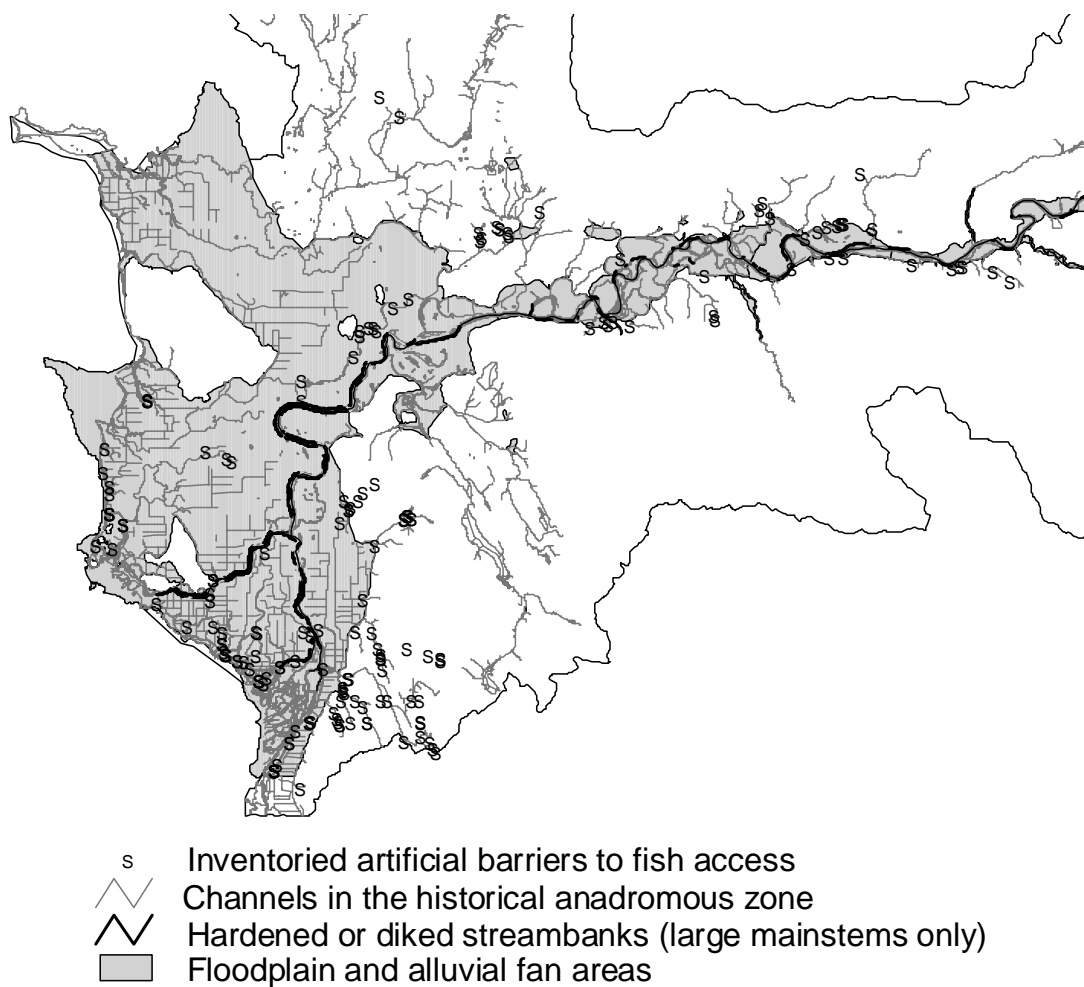 s Inventoried artificial barriers to fish access
Channels in the historical anadromous zone
Hardened or diked streambanks (large mainstems only)
Floodplain and alluvial fan areas